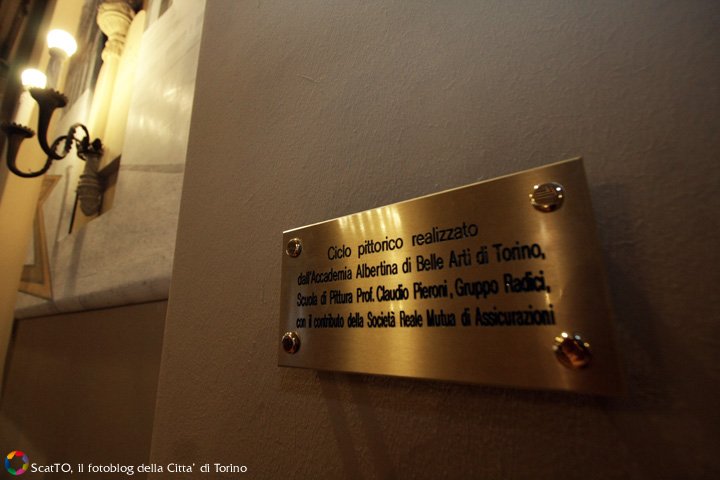 Ciclo pittorico realizzato
dall'Accademia Albertina di Belle Arti di Torino,
Scuola di Pittura Prof. Claudio Pieroni, Gruppo Radici,
con il contributo della Società Reale Mutua di Assicurazioni
ScatTO, il fotoblog della Citta' di Torino